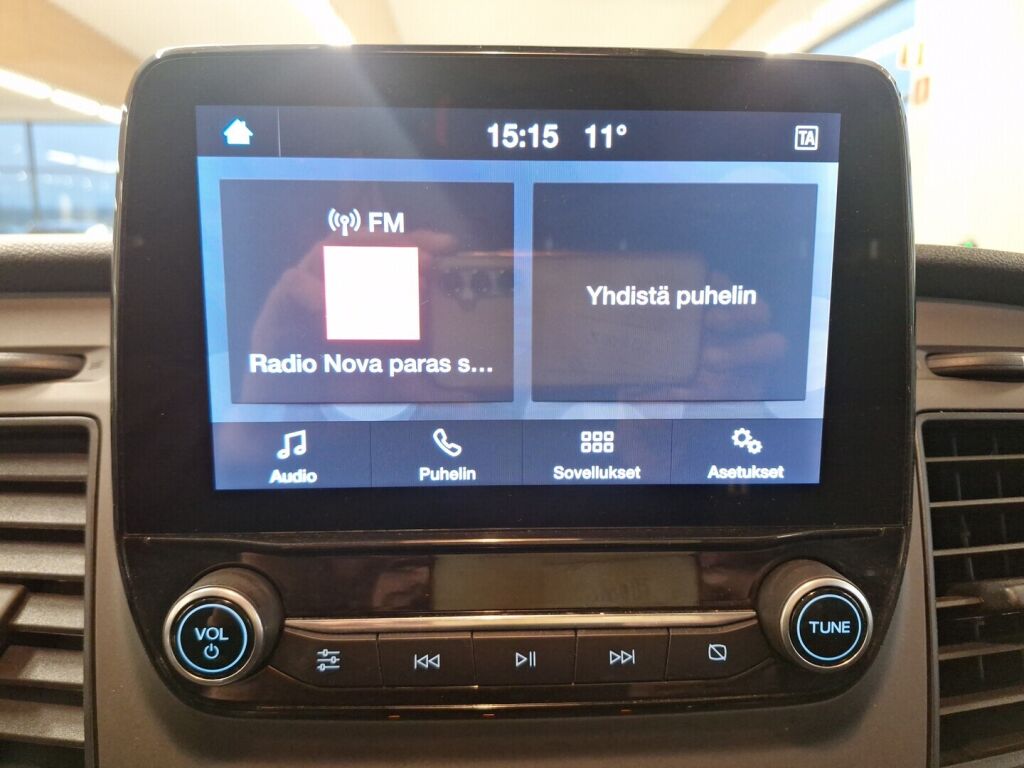 15:15 11°
TA
FM
Radio Nova paras s...
Yhdistä puhelin
Audio
Puhelin
Sovellukset
Asetukset
VOL
TUNE